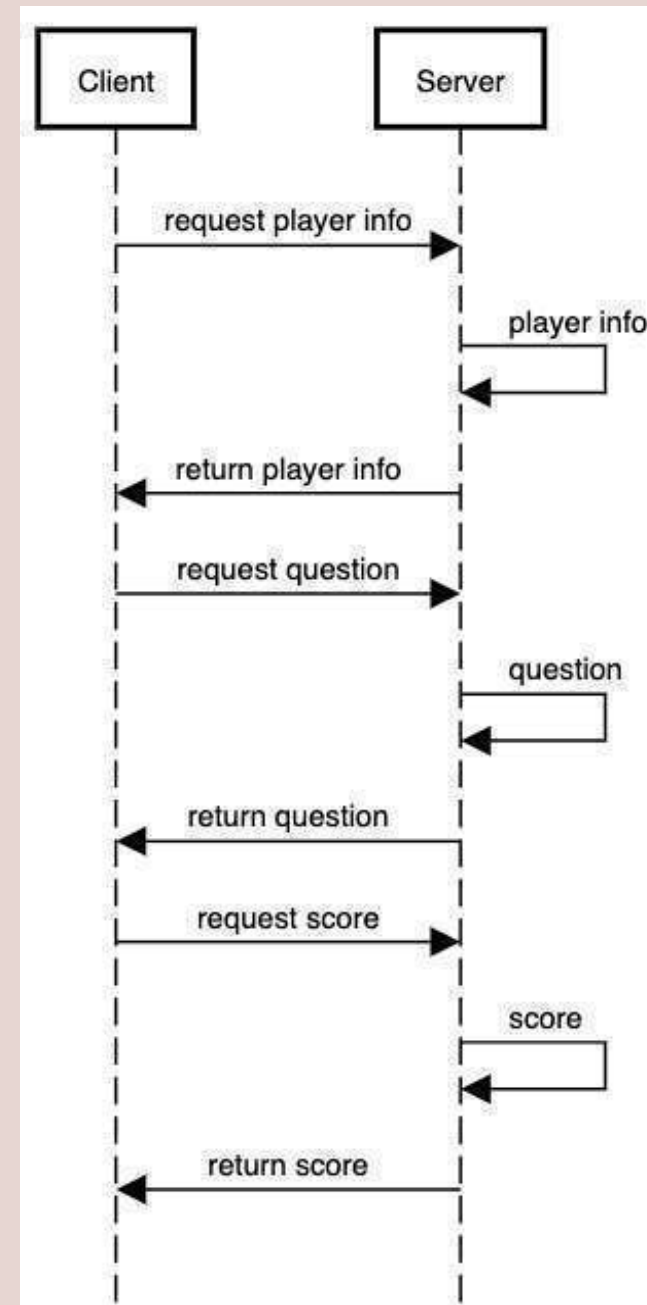 Client
Server
request player info
player info
return player info
request question
question
return question
request score
score
return score